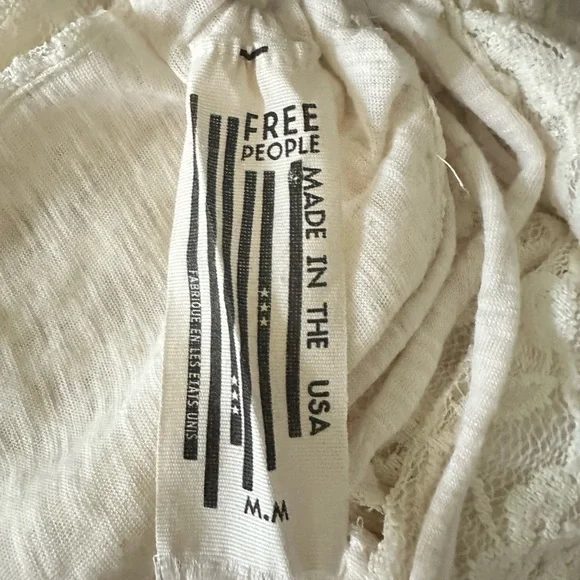 FREE
PEOPLE
MADE IN THE USA
FABRIQUE EN LES ETATS UNIS
M.M